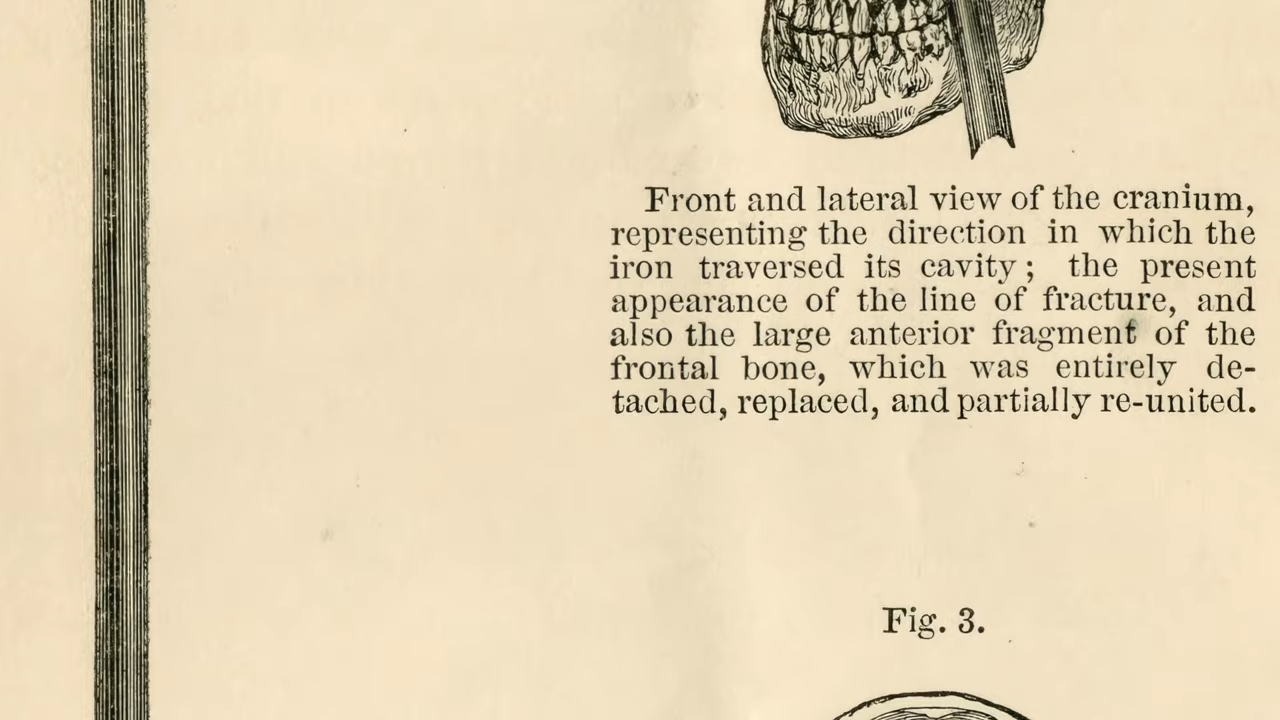 Front and lateral view of the cranium,
representing the direction in which the
iron traversed its cavity; the present
appearance of the line of fracture, and
also the large anterior fragment of the
frontal bone, which was entirely de-
tached, replaced, and partially re-united.
Fig. 3.